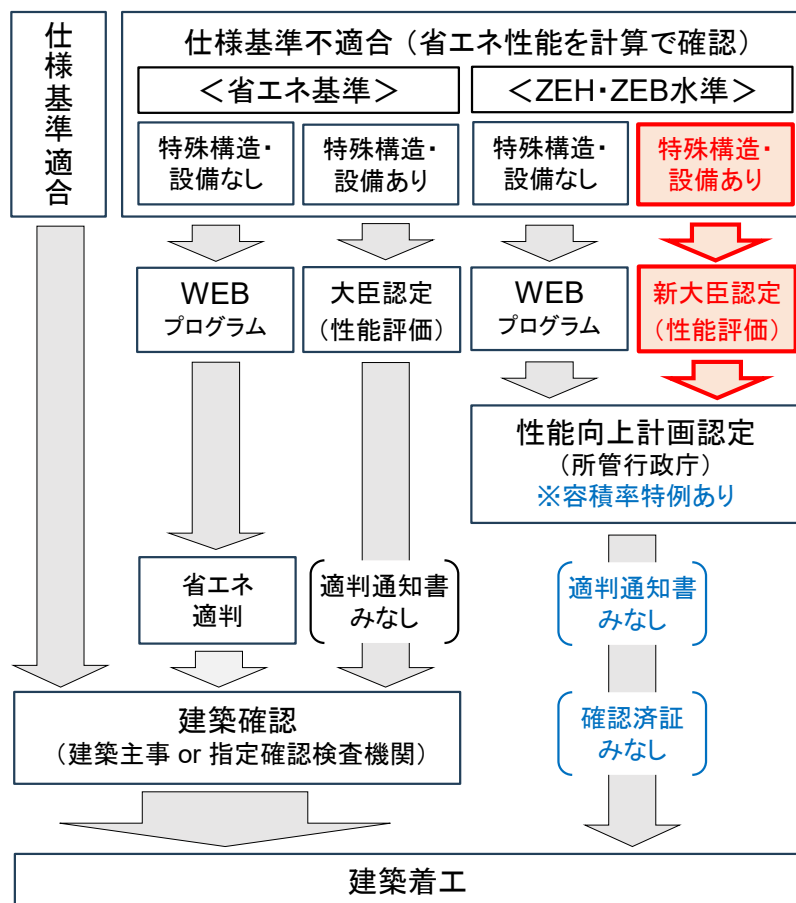 仕様基準適合
仕様基準不適合（省エネ性能を計算で確認）
＜省エネ基準＞
＜ZEH・ZEB水準＞
特殊構造・
設備なし
特殊構造・
設備あり
特殊構造・
設備なし
特殊構造・
設備あり
WEB
プログラム
大臣認定
（性能評価）
WEB
プログラム
新大臣認定
（性能評価）
性能向上計画認定
（所管行政庁）
※容積率特例あり
省エネ
適判
適判通知書
みなし
適判通知書
みなし
建築確認
（建築主事 or 指定確認検査機関）
確認済証
みなし
建築着工